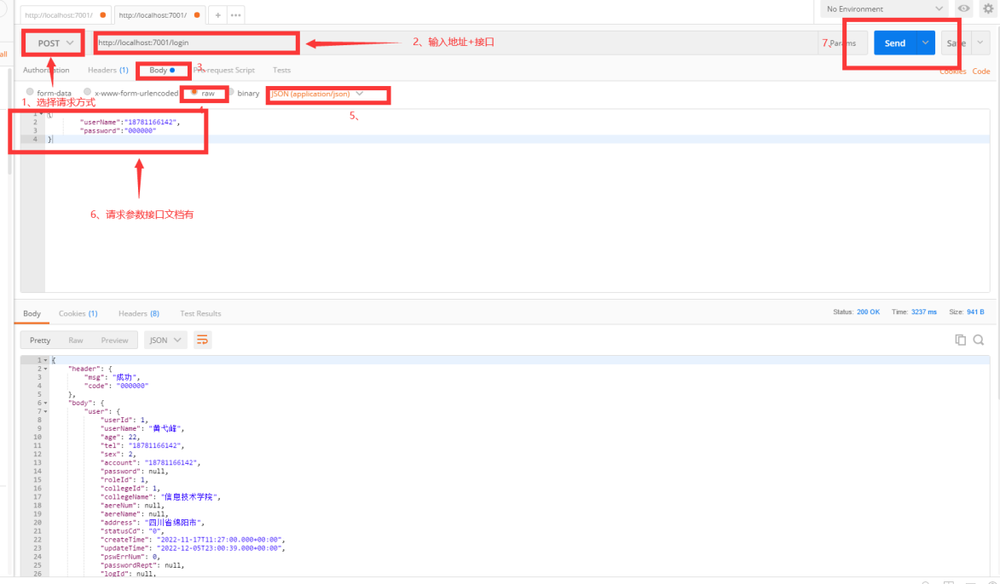 http://localhost:7001/
http://localhost:7001/
No Environment
POST
http://localhost:7001/login
2、输入地址+接口
7、
Params
Send
Save
all
Authorization
Headers (1)
Body
3、
Pre-request Script
Tests
Cookies
Code
form-data
x-www-form-urlencoded
raw
binary
JSON (application/json)
1、选择请求方式
5、
1 {
2 "userName":"18781166142",
3 "password":"000000"
4 }
6、请求参数接口文档有
Body
Cookies (1)
Headers (8)
Test Results
Status: 200 OK
Time: 3237 ms
Size: 941 B
Pretty
Raw
Preview
JSON
1 {
2 "header": {
3 "msg": "成功",
4 "code": "000000"
5 },
6 "body": {
7 "user": {
8 "userId": 1,
9 "userName": "黄弋峰",
10 "age": 22,
11 "tel": "18781166142",
12 "sex": 2,
13 "account": "18781166142",
14 "password": null,
15 "roleId": 1,
16 "collegeId": 1,
17 "collegeName": "信息技术学院",
18 "aereNum": null,
19 "aereName": null,
20 "address": "四川省绵阳市",
21 "statusCd": "0",
22 "createTime": "2022-11-17T11:27:00.000+00:00",
23 "updateTime": "2022-12-05T23:00:39.000+00:00",
24 "pswErrNum": 0,
25 "passwordRept": null,
26 "logId": null,